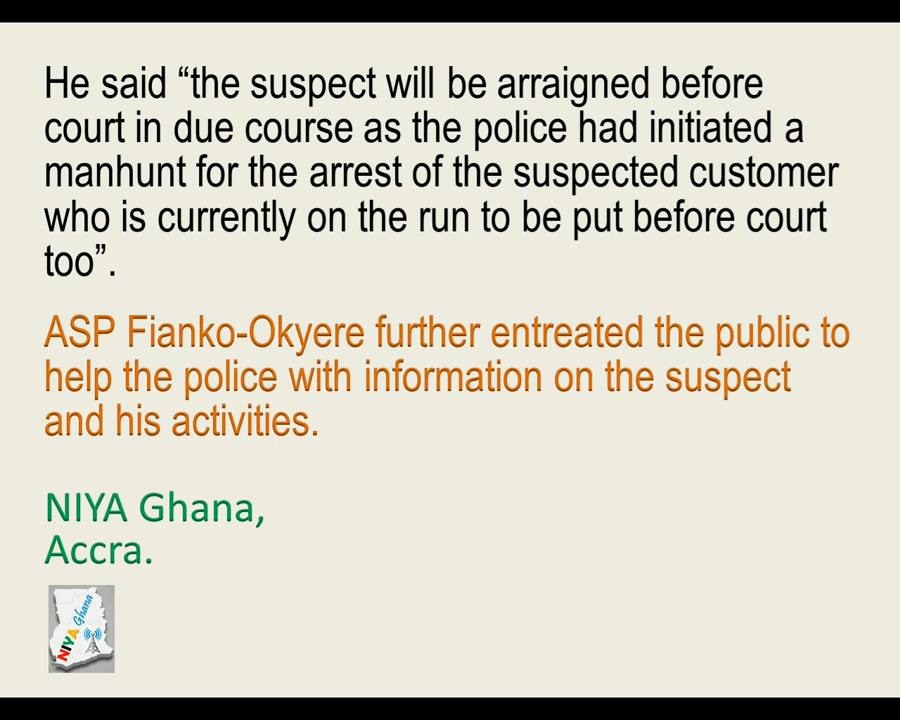 He said “the suspect will be arraigned before
court in due course as the police had initiated a
manhunt for the arrest of the suspected customer
who is currently on the run to be put before court
too”.
ASP Fianko-Okyere further entreated the public to
help the police with information on the suspect
and his activities.
NIYA Ghana,
Accra.
NIYA Ghana